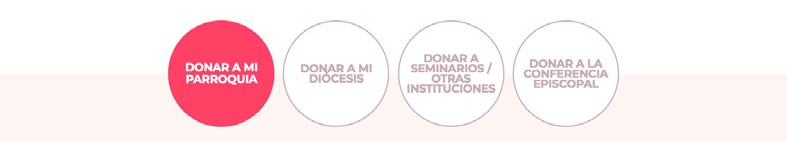 DONAR A MI
PARROQUIA
DONAR A MI
DIÓCESIS
DONAR A
SEMINARIOS /
OTRAS
INSTITUCIONES
DONAR A LA
CONFERENCIA
EPISCOPAL